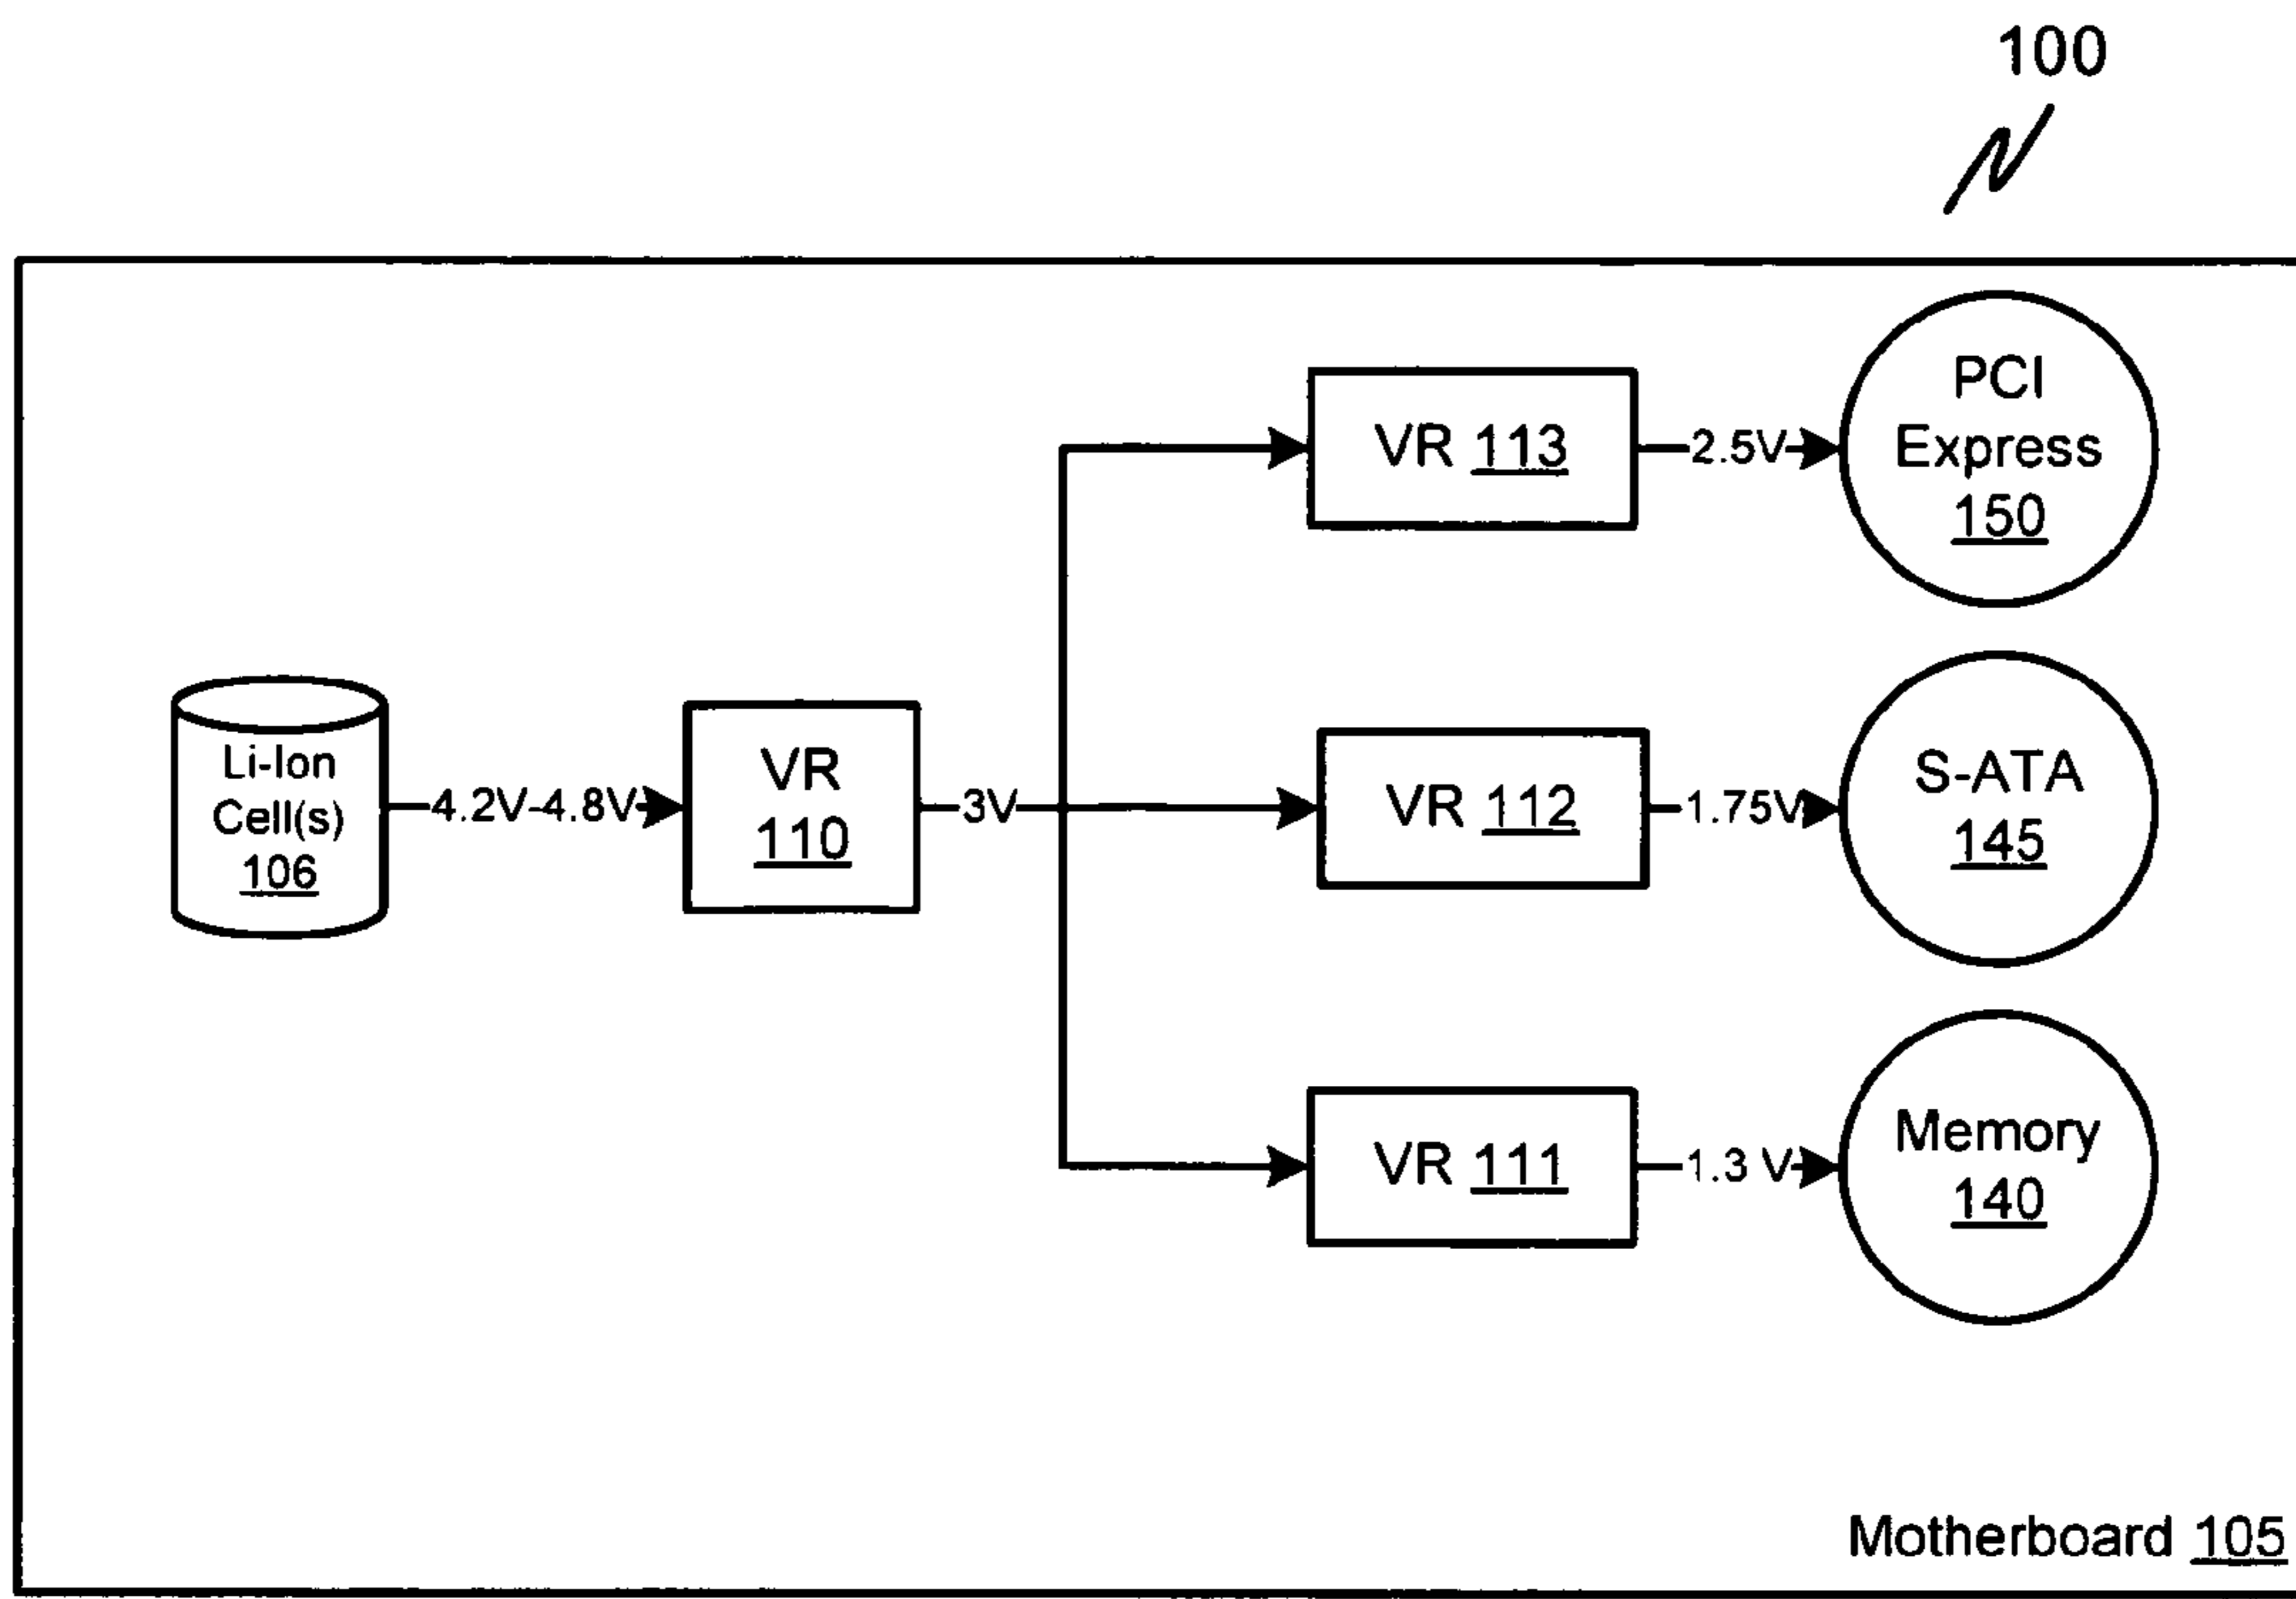 100
PCI
Express
150
VR 113
2.5V
Li-Ion
Cell(s)
106
4.2V-4.8V
VR
110
3V
VR 112
1.75V
S-ATA
145
VR 111
1.3 V
Memory
140
Motherboard 105